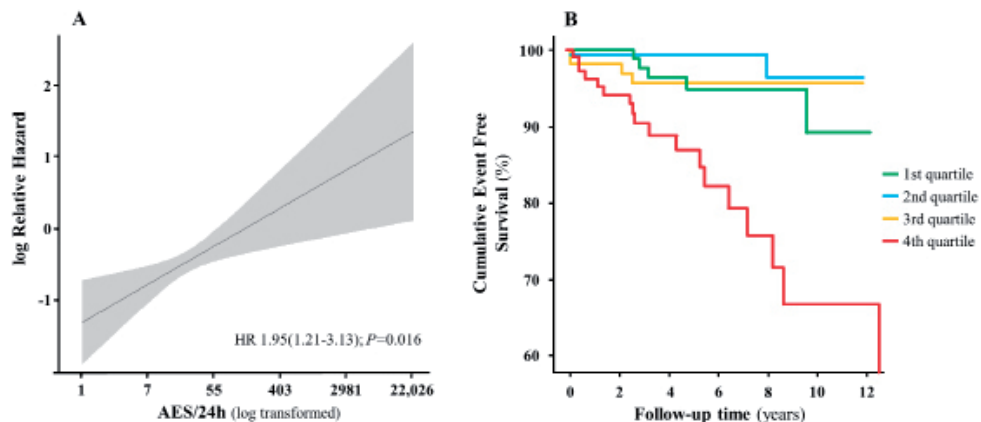 A
log Relative Hazard
2
1
0
-1
HR 1.95(1.21-3.13); P=0.016
1 7 55 403 2981 22,026
AES/24h (log transformed)
B
Cumulative Event Free
Survival (%)
100
90
80
70
60
0 2 4 6 8 10 12
Follow-up time (years)
1st quartile
2nd quartile
3rd quartile
4th quartile